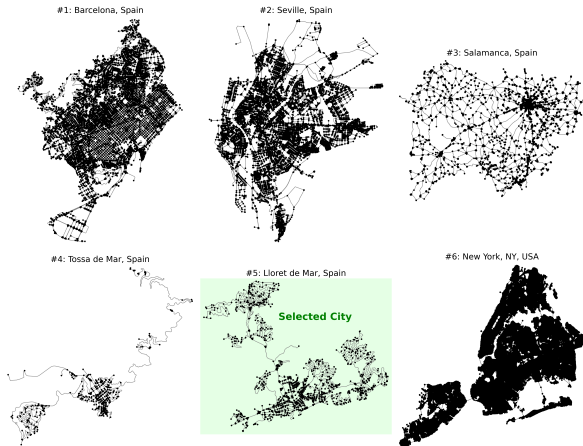 #1: Barcelona, Spain
#2: Seville, Spain
#3: Salamanca, Spain
#4: Tossa de Mar, Spain
#5: Lloret de Mar, Spain
Selected City
#6: New York, NY, USA